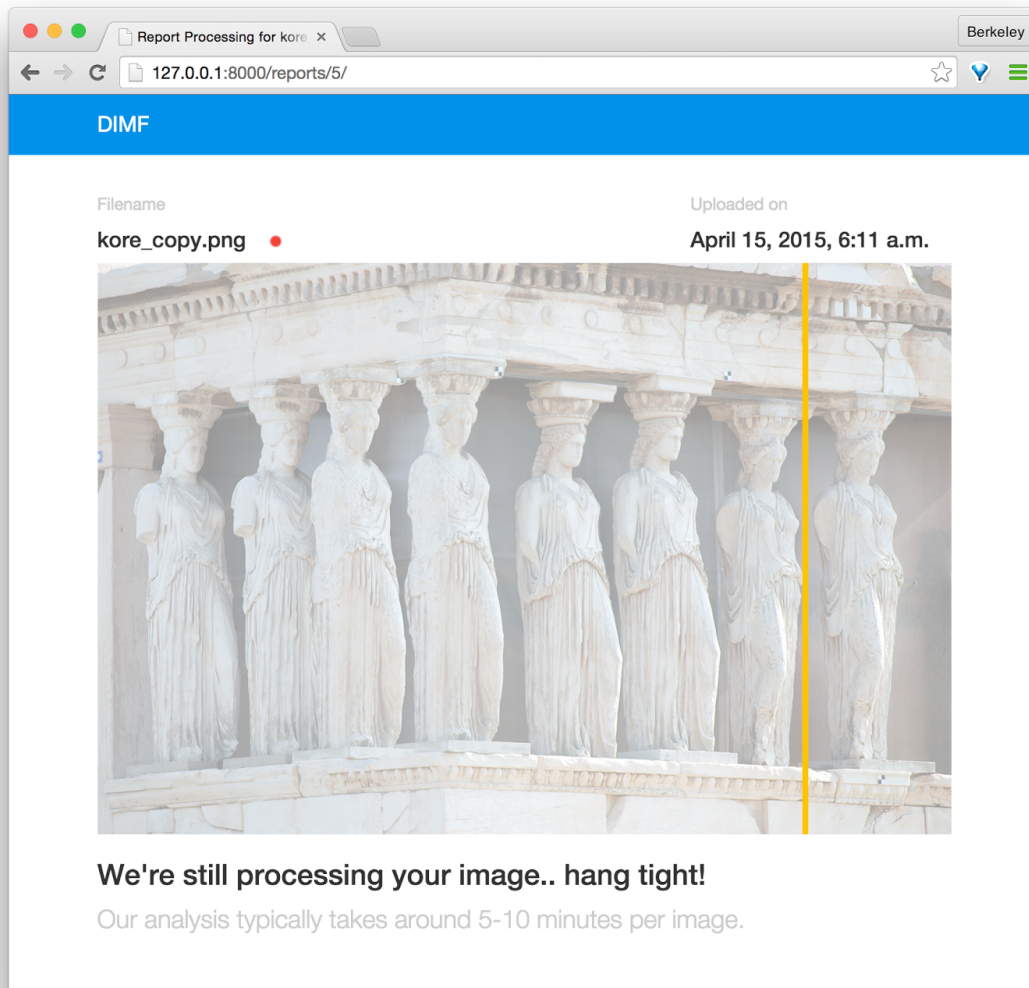 Report Processing for kore
Berkeley
127.0.0.1:8000/reports/5/
DIMF
Filename
Uploaded on
kore_copy.png
April 15, 2015, 6:11 a.m.
We're still processing your image.. hang tight!
Our analysis typically takes around 5-10 minutes per image.